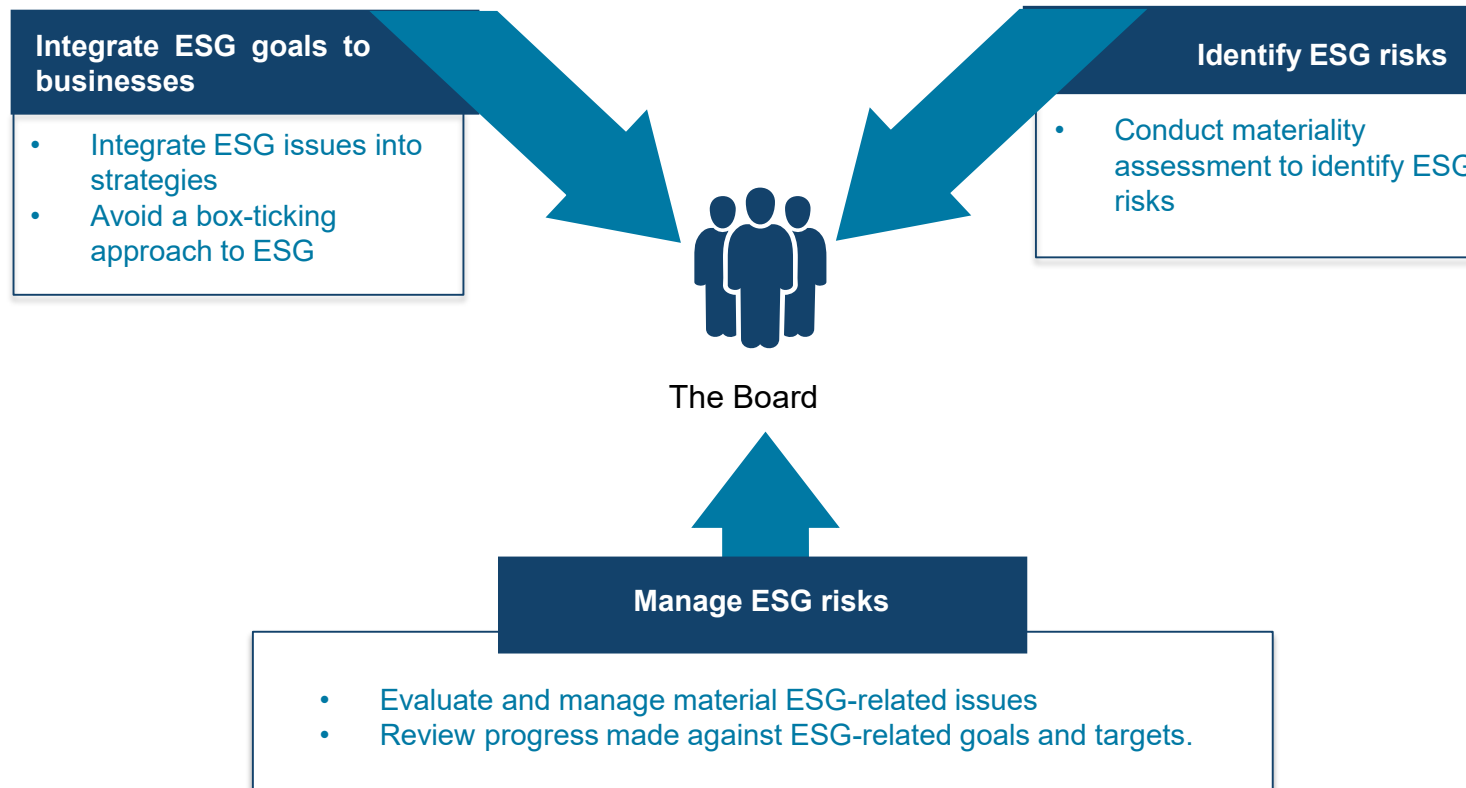 Integrate ESG goals to
businesses
• Integrate ESG issues into
strategies
• Avoid a box-ticking
approach to ESG
Identify ESG risks
• Conduct materiality
assessment to identify ESG
risks
The Board
Manage ESG risks
• Evaluate and manage material ESG-related issues
• Review progress made against ESG-related goals and targets.